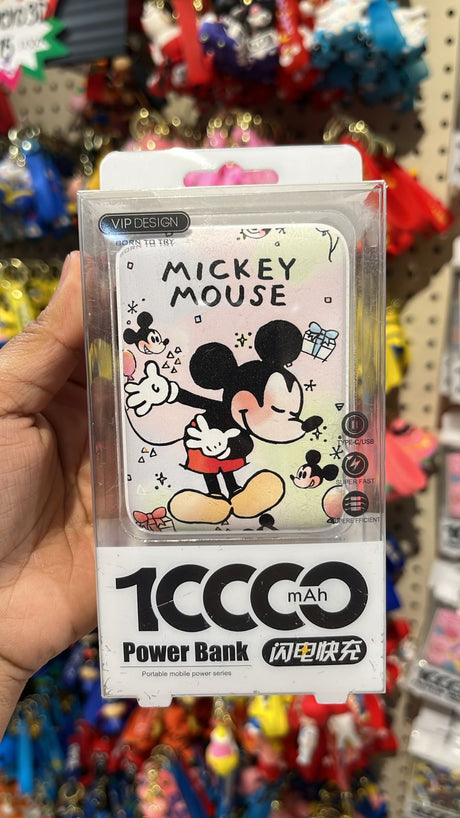 VIP DESIGN
BORN TO TRY
MICKEY
MOUSE
TYPE-C/USB
SUPER FAST
10000
mAh
Power Bank
闪电快充
Portable mobile power series